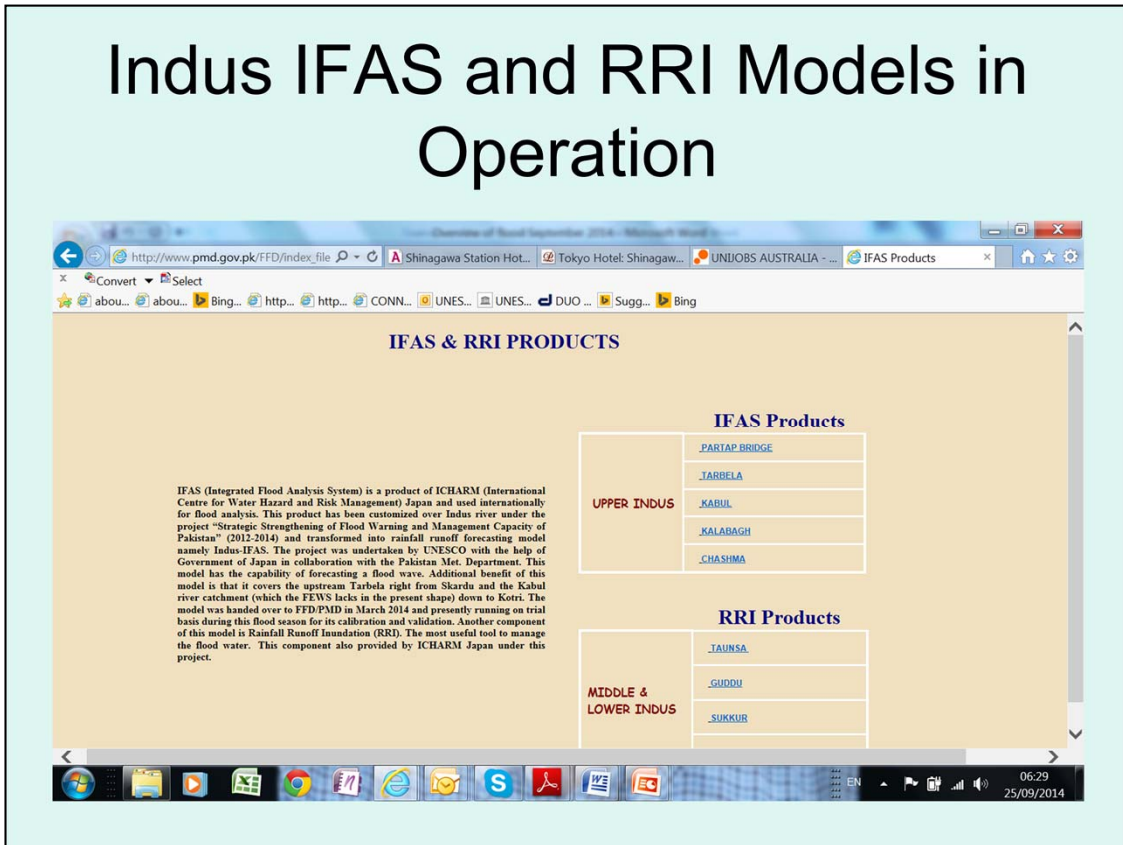 Indus IFAS and RRI Models in
Operation
http://www.pmd.gov.pk/FFD/index_file
Shinagawa Station Hot...
Tokyo Hotel: Shinagaw...
UNIJOBS AUSTRALIA - ...
IFAS Products
x Convert Select
abou... abou... Bing... http... http... CONN... UNES... UNES... DUO ... Sugg... Bing
IFAS & RRI PRODUCTS
IFAS (Integrated Flood Analysis System) is a product of ICHARM (International
Centre for Water Hazard and Risk Management) Japan and used internationally
for flood analysis. This product has been customized over Indus river under the
project “Strategic Strengthening of Flood Warning and Management Capacity of
Pakistan” (2012-2014) and transformed into rainfall runoff forecasting model
namely Indus-IFAS. The project was undertaken by UNESCO with the help of
Government of Japan in collaboration with the Pakistan Met. Department. This
model has the capability of forecasting a flood wave. Additional benefit of this
model is that it covers the upstream Tarbela right from Skardu and the Kabul
river catchment (which the FEWS lacks in the present shape) down to Kotri. The
model was handed over to FFD/PMD in March 2014 and presently running on trial
basis during this flood season for its calibration and validation. Another component
of this model is Rainfall Runoff Inundation (RRI). The most useful tool to manage
the flood water. This component also provided by ICHARM Japan under this
project.
IFAS Products
UPPER INDUS
PARTAP BRIDGE
TARBELA
KABUL
KALABAGH
CHASHMA
RRI Products
MIDDLE &
LOWER INDUS
TAUNSA
GUDDU
SUKKUR
EN
06:29
25/09/2014